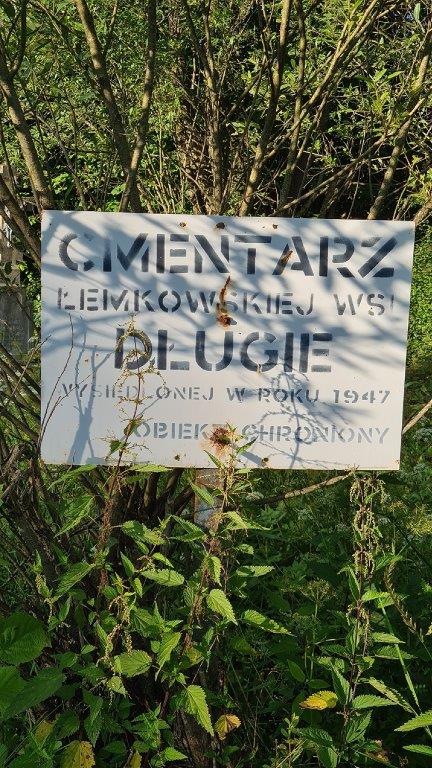 CMENTARZ
ŁEMKOWSKIEJ WSI
DŁUGIE
WYSIEDLONEJ W ROKU 1947
OBIEKT CHRONIONY